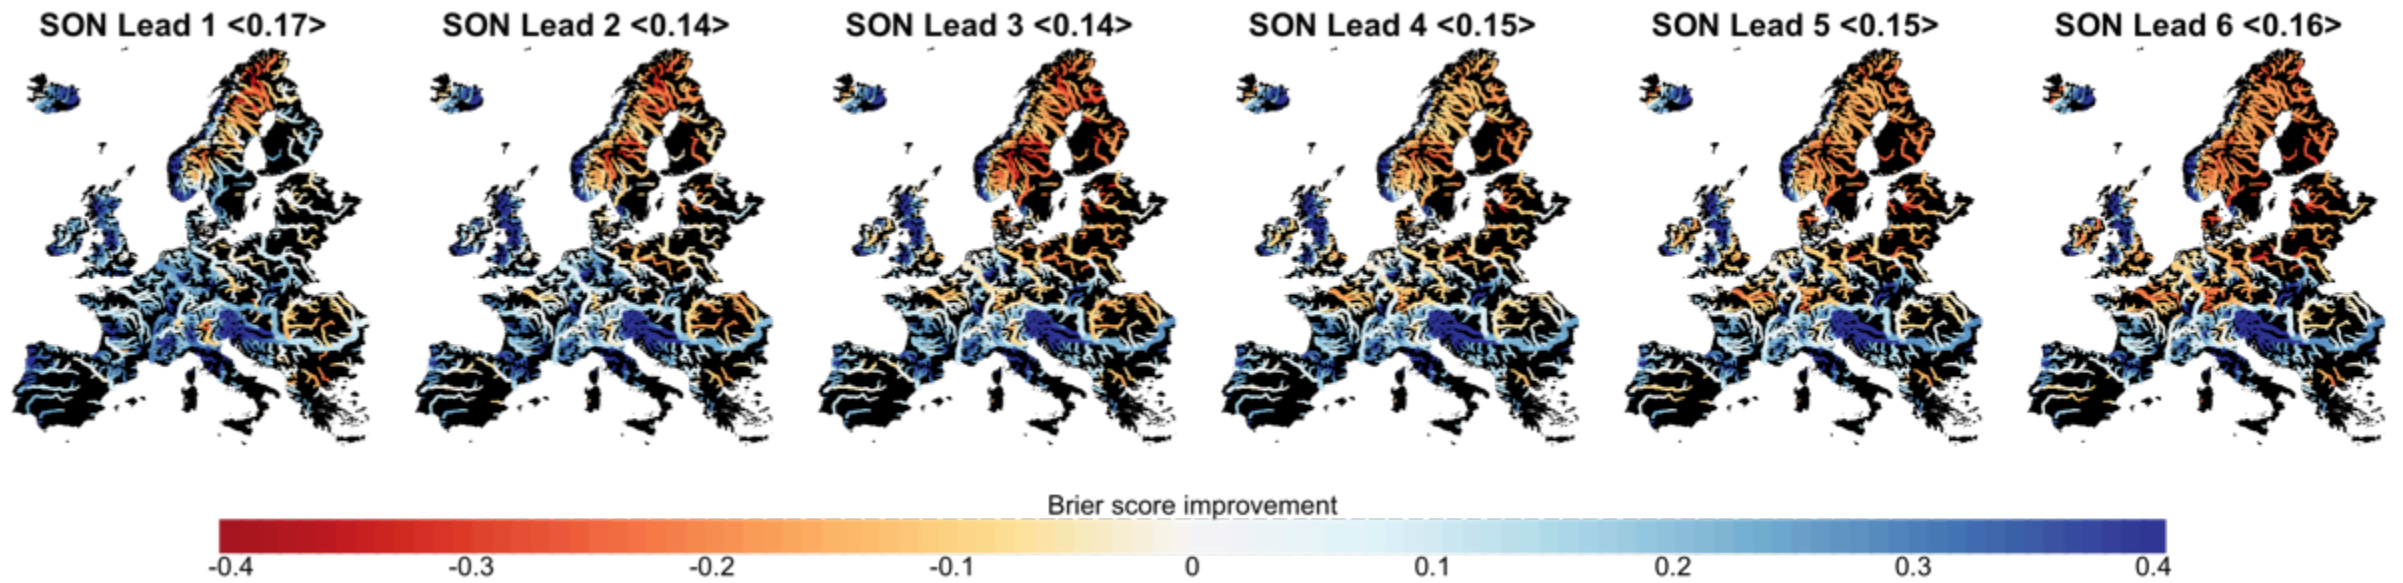 SON Lead 1 <0.17> SON Lead 2 <0.14> SON Lead 3 <0.14> SON Lead 4 <0.15> SON Lead 5 <0.15> SON Lead 6 <0.16>
Brier score improvement
-0.4 -0.3 -0.2 -0.1 0 0.1 0.2 0.3 0.4